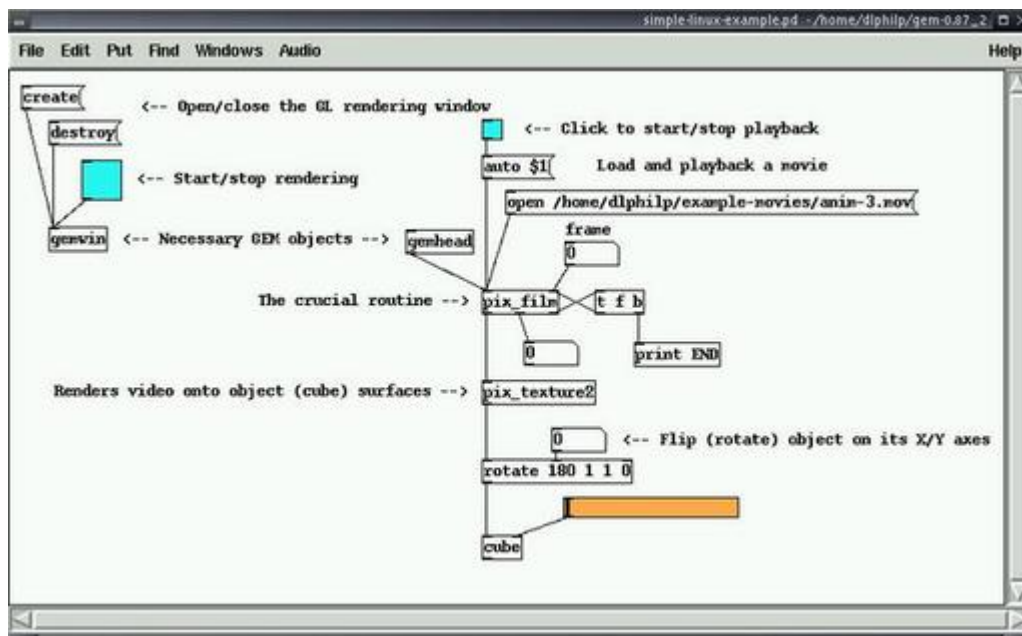 simple-linux-example.pd - /home/dlphilp/gem-0.87_2
File Edit Put Find Windows Audio Help
create
<-- Open/close the GL rendering window
destroy
<-- Click to start/stop playback
auto $1
Load and playback a movie
<-- Start/stop rendering
open /home/dlphilp/example-movies/anim-3.mov
frame
gemwin
<-- Necessary GEM objects -->
gemhead
0
The crucial routine -->
pix_film
t f b
0
print END
Renders video onto object (cube) surfaces -->
pix_texture2
0
<-- Flip (rotate) object on its X/Y axes
rotate 180 1 1 0
cube